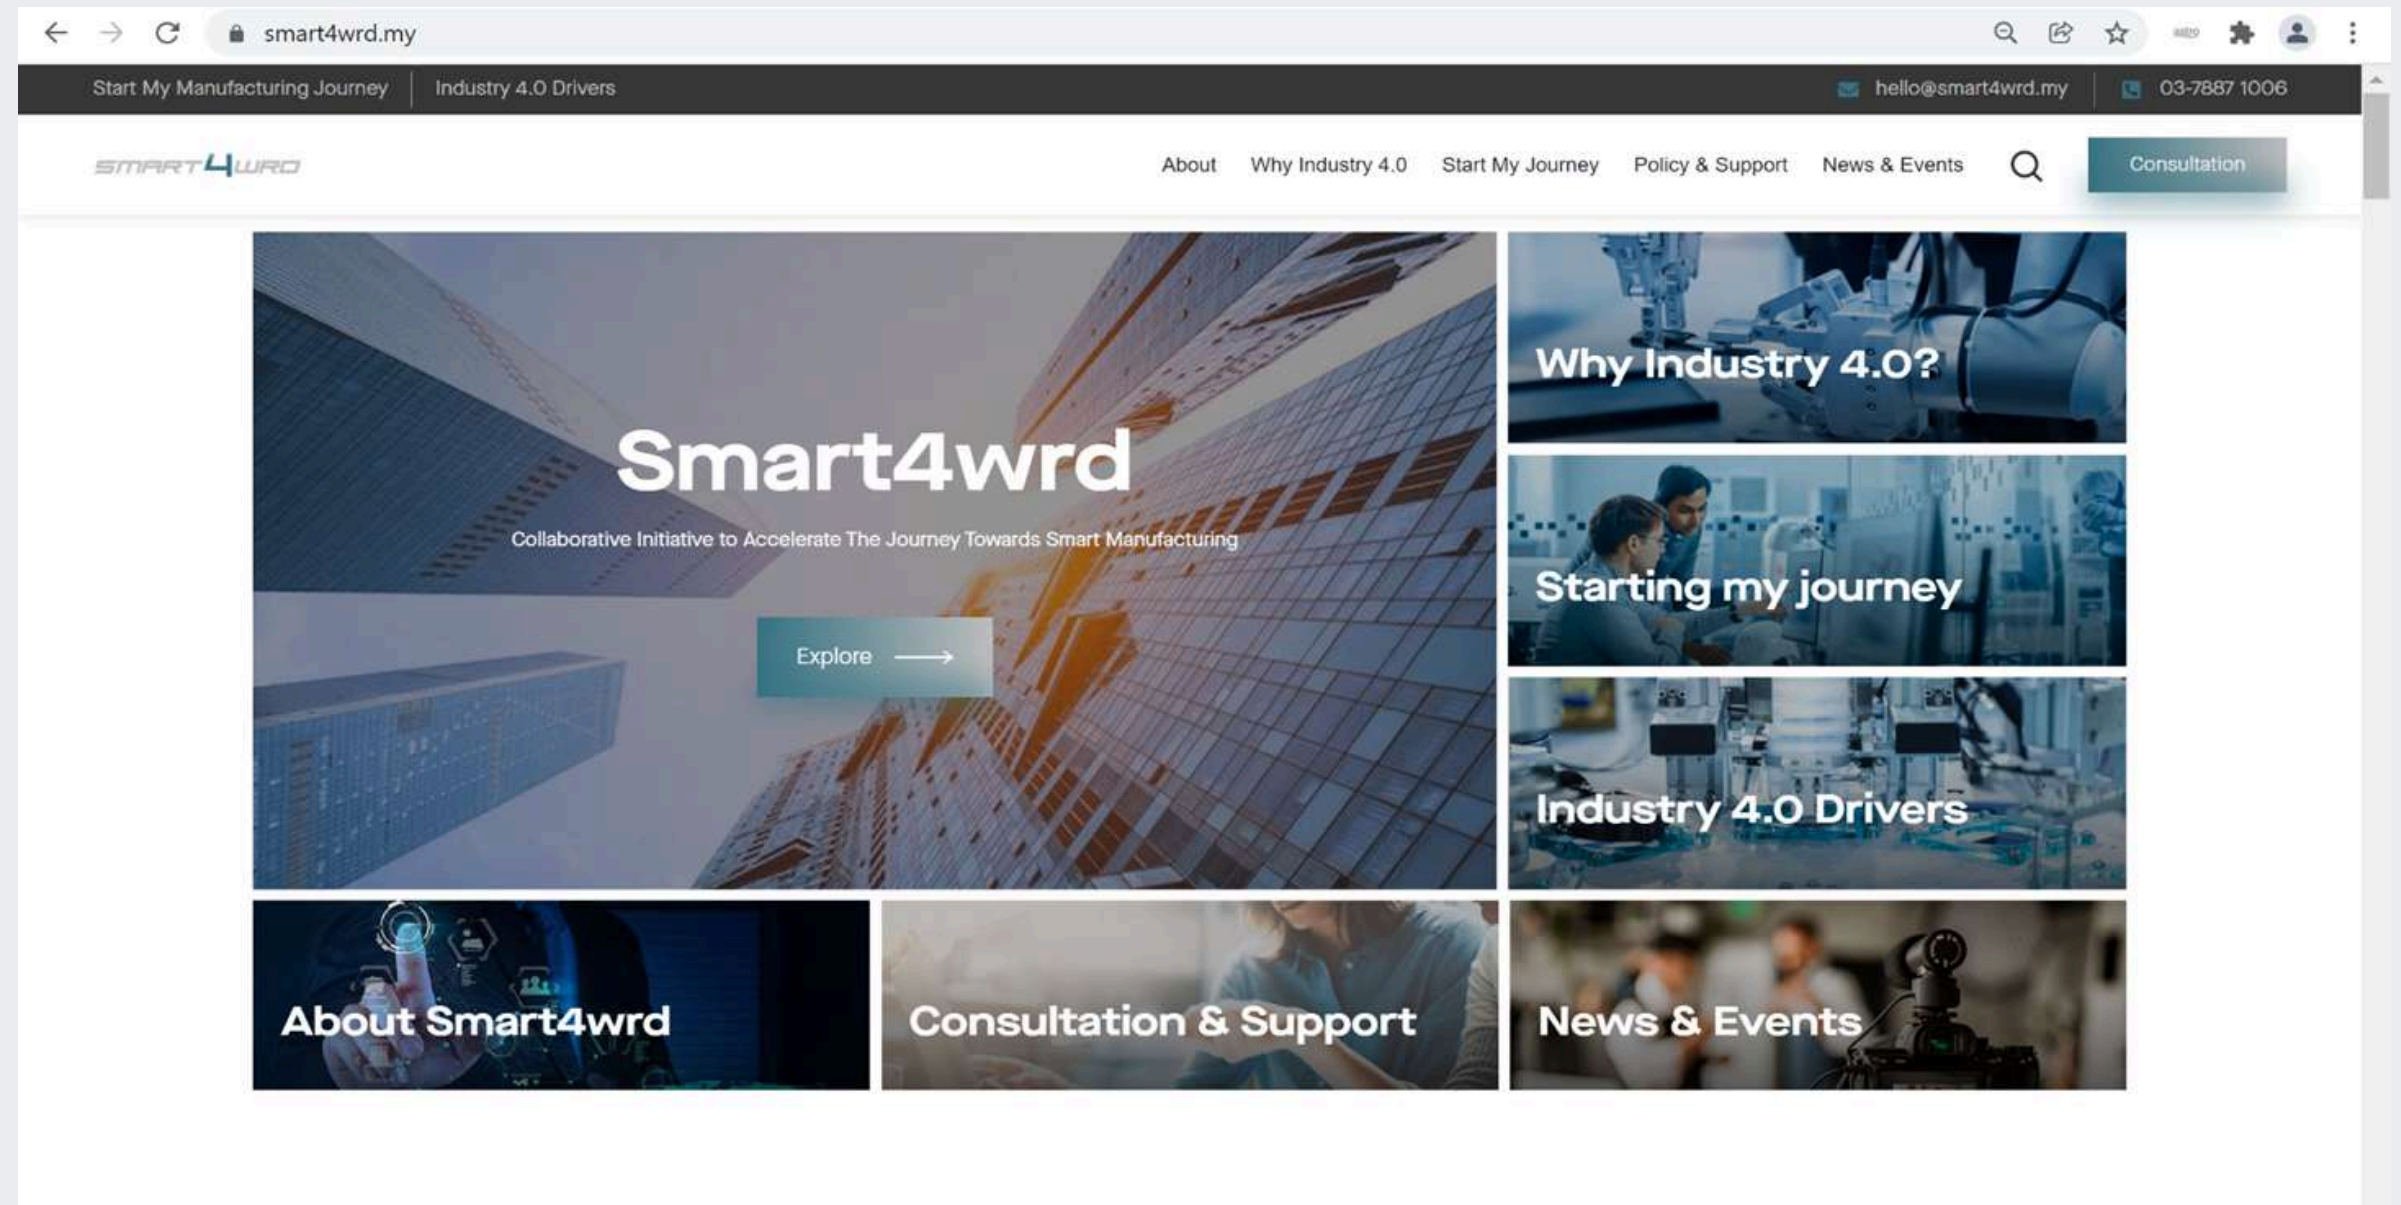 smart4wrd.my
Start My Manufacturing Journey
Industry 4.0 Drivers
hello@smart4wrd.my
03-7887 1006
SMART4WRD
About
Why Industry 4.0
Start My Journey
Policy & Support
News & Events
Consultation
Smart4wrd
Collaborative Initiative to Accelerate The Journey Towards Smart Manufacturing
Explore
Why Industry 4.0?
Starting my journey
Industry 4.0 Drivers
About Smart4wrd
Consultation & Support
News & Events